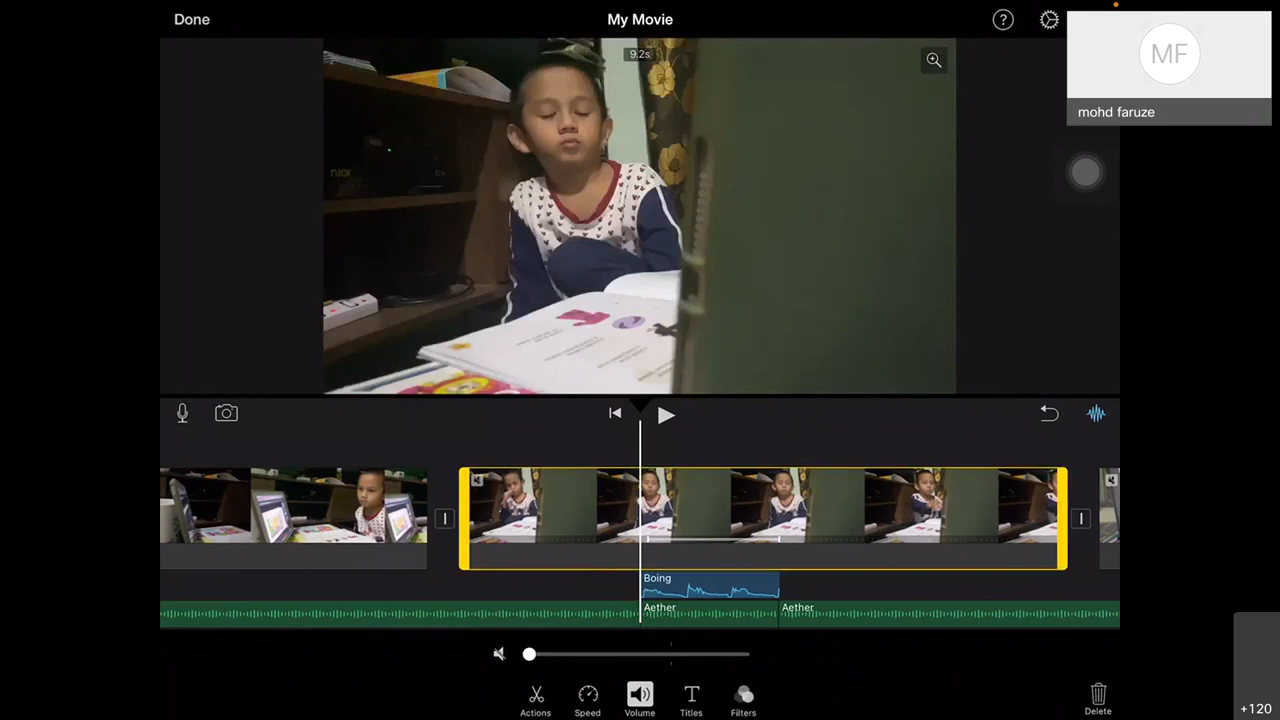 Done
My Movie
?
9.2s
MF
mohd faruze
Boing
Aether
Aether
Actions
Speed
Volume
T
Titles
Filters
Delete
+120